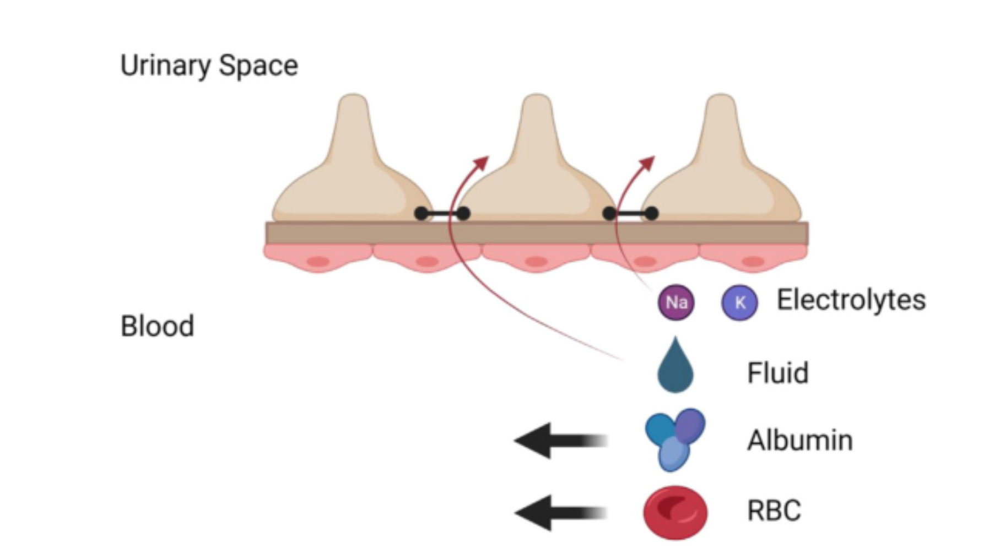 Urinary Space
Na K Electrolytes
Blood
Fluid
Albumin
RBC